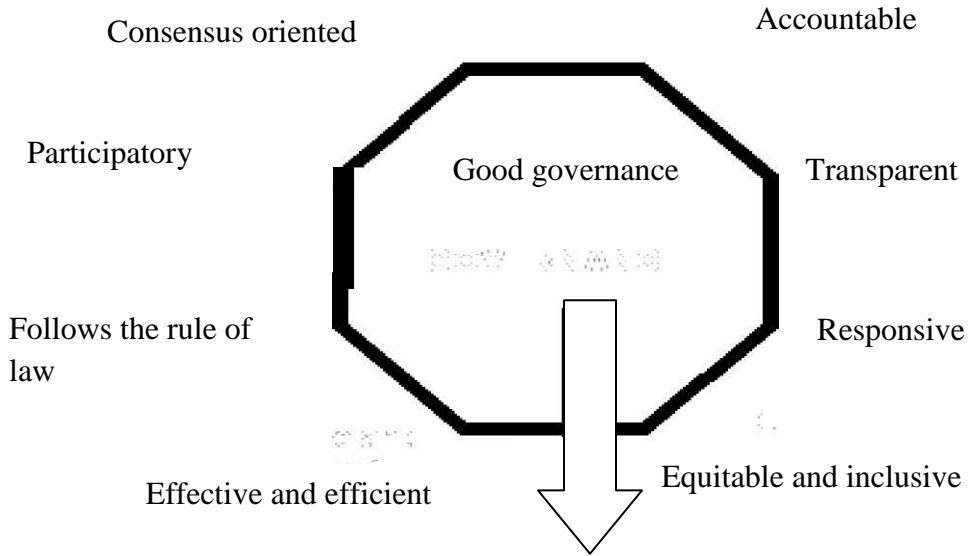 Consensus oriented
Accountable
Participatory
Good governance
Transparent
Follows the rule of
law
Responsive
Effective and efficient
Equitable and inclusive